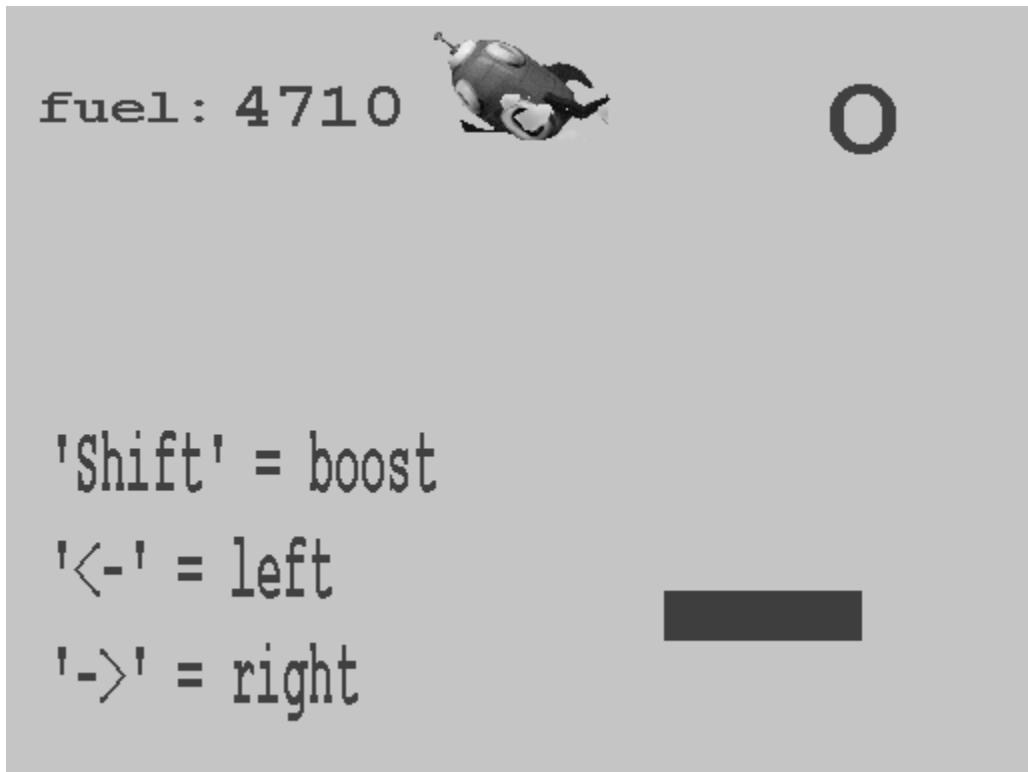 fuel: 4710 0
'Shift' = boost
'<-' = left
'->' = right